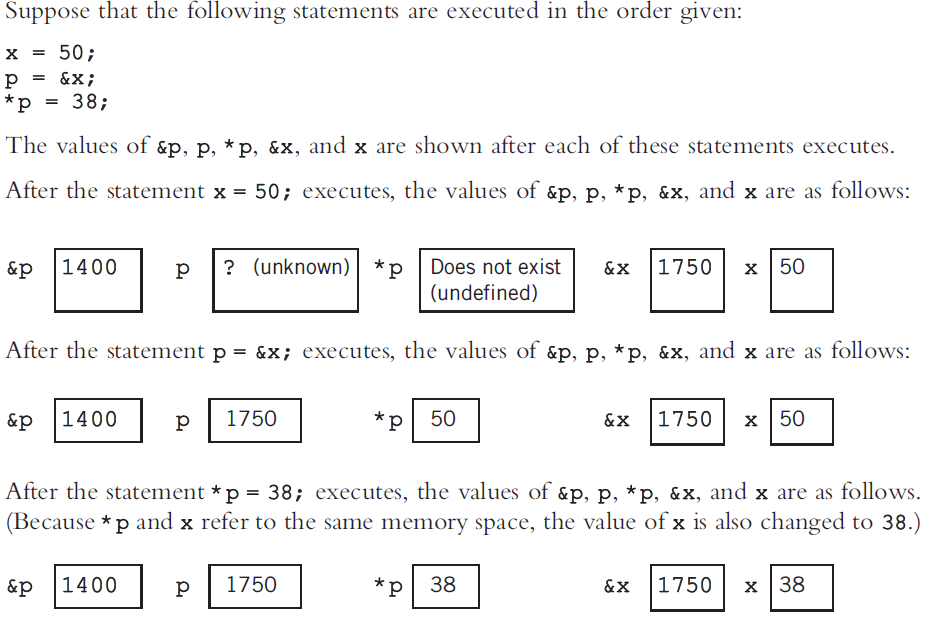 Suppose that the following statements are executed in the order given:
x = 50;
p = &x;
*p = 38;
The values of &p, p, *p, &x, and x are shown after each of these statements executes.
After the statement x = 50; executes, the values of &p, p, *p, &x, and x are as follows:
&p 1400 p ? (unknown) *p Does not exist &x 1750 x 50
(undefined)
After the statement p = &x; executes, the values of &p, p, *p, &x, and x are as follows:
&p 1400 p 1750 *p 50 &x 1750 x 50
After the statement *p = 38; executes, the values of &p, p, *p, &x, and x are as follows.
(Because *p and x refer to the same memory space, the value of x is also changed to 38.)
&p 1400 p 1750 *p 38 &x 1750 x 38